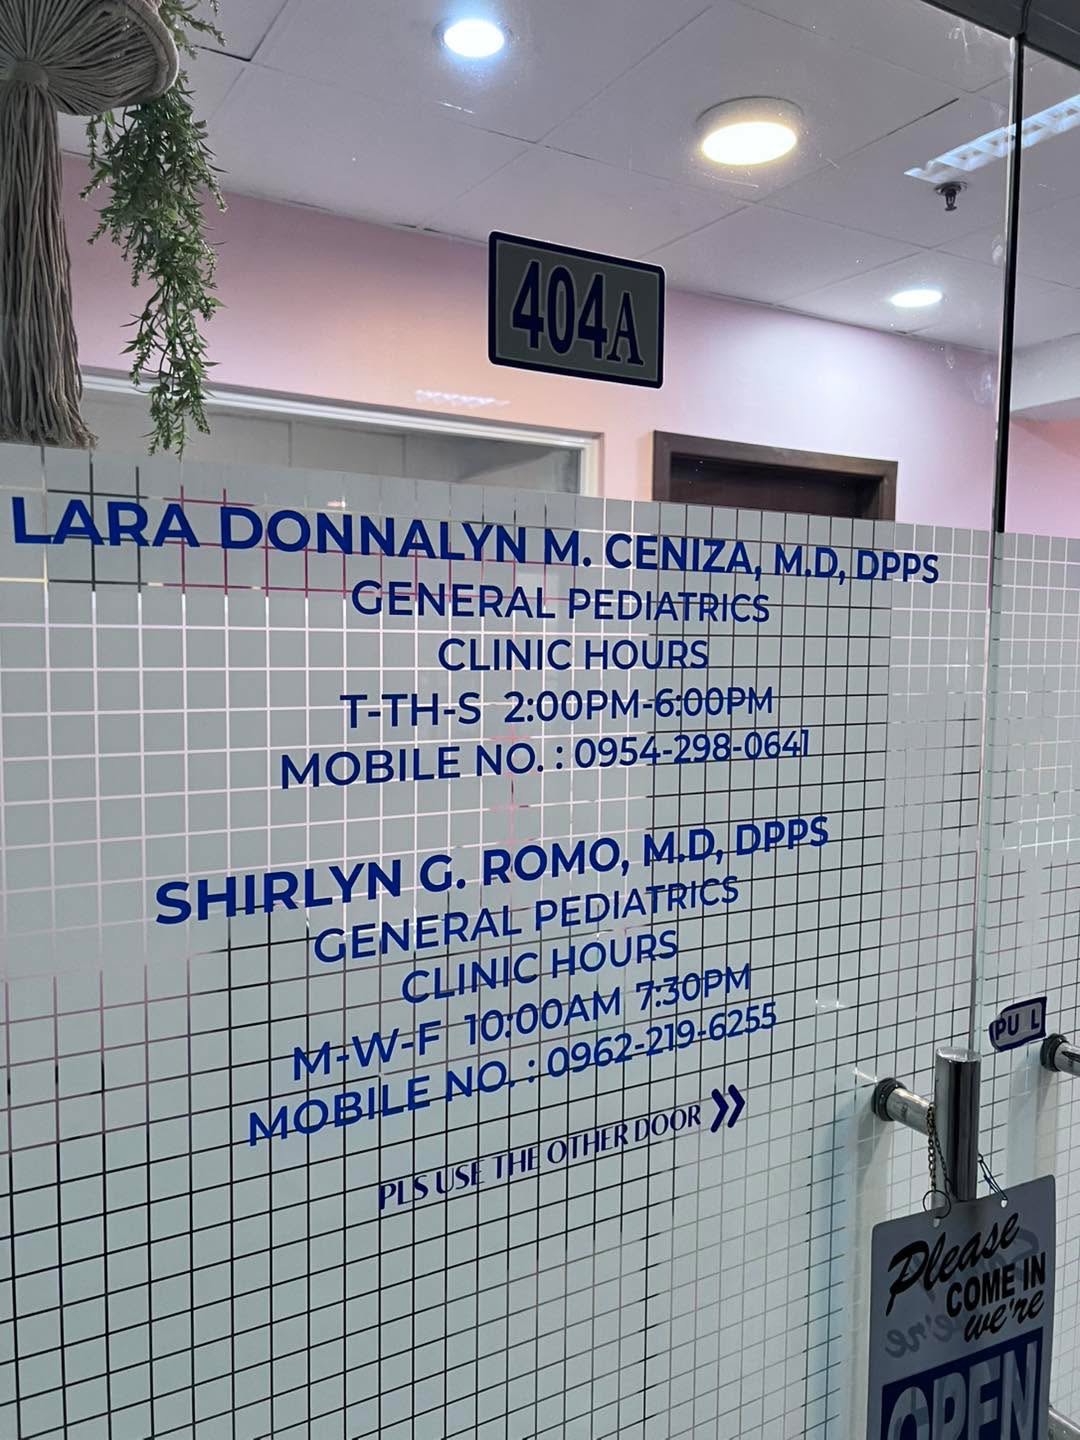 404A
LARA DONNALYN M. CENIZA, M.D, DPPS
GENERAL PEDIATRICS
CLINIC HOURS
T-TH-S 2:00PM-6:00PM
MOBILE NO. : 0954-298-0641
SHIRLYN G. ROMO, M.D, DPPS
GENERAL PEDIATRICS
CLINIC HOURS
M-W-F 10:00AM 7:30PM
MOBILE NO. : 0962-219-6255
PLS USE THE OTHER DOOR
PU L
Please
COME IN
we're
OPEN